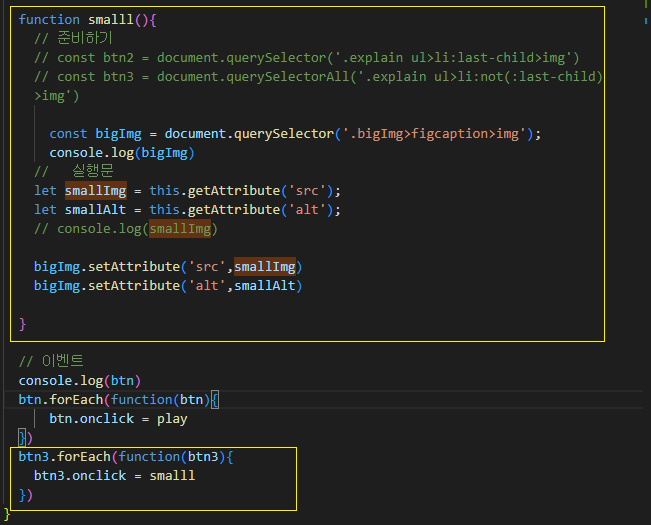 function smalll(){
// 준비하기
// const btn2 = document.querySelector('.explain ul>li:last-child>img')
// const btn3 = document.querySelectorAll('.explain ul>li:not(:last-child)
>img')
const bigImg = document.querySelector('.bigImg>figcaption>img');
console.log(bigImg)
// 실행문
let smallImg = this.getAttribute('src');
let smallAlt = this.getAttribute('alt');
// console.log(smallImg)
bigImg.setAttribute('src',smallImg)
bigImg.setAttribute('alt',smallAlt)
}
// 이벤트
console.log(btn)
btn.forEach(function(btn){
btn.onclick = play
})
btn3.forEach(function(btn3){
btn3.onclick = smalll
})
}